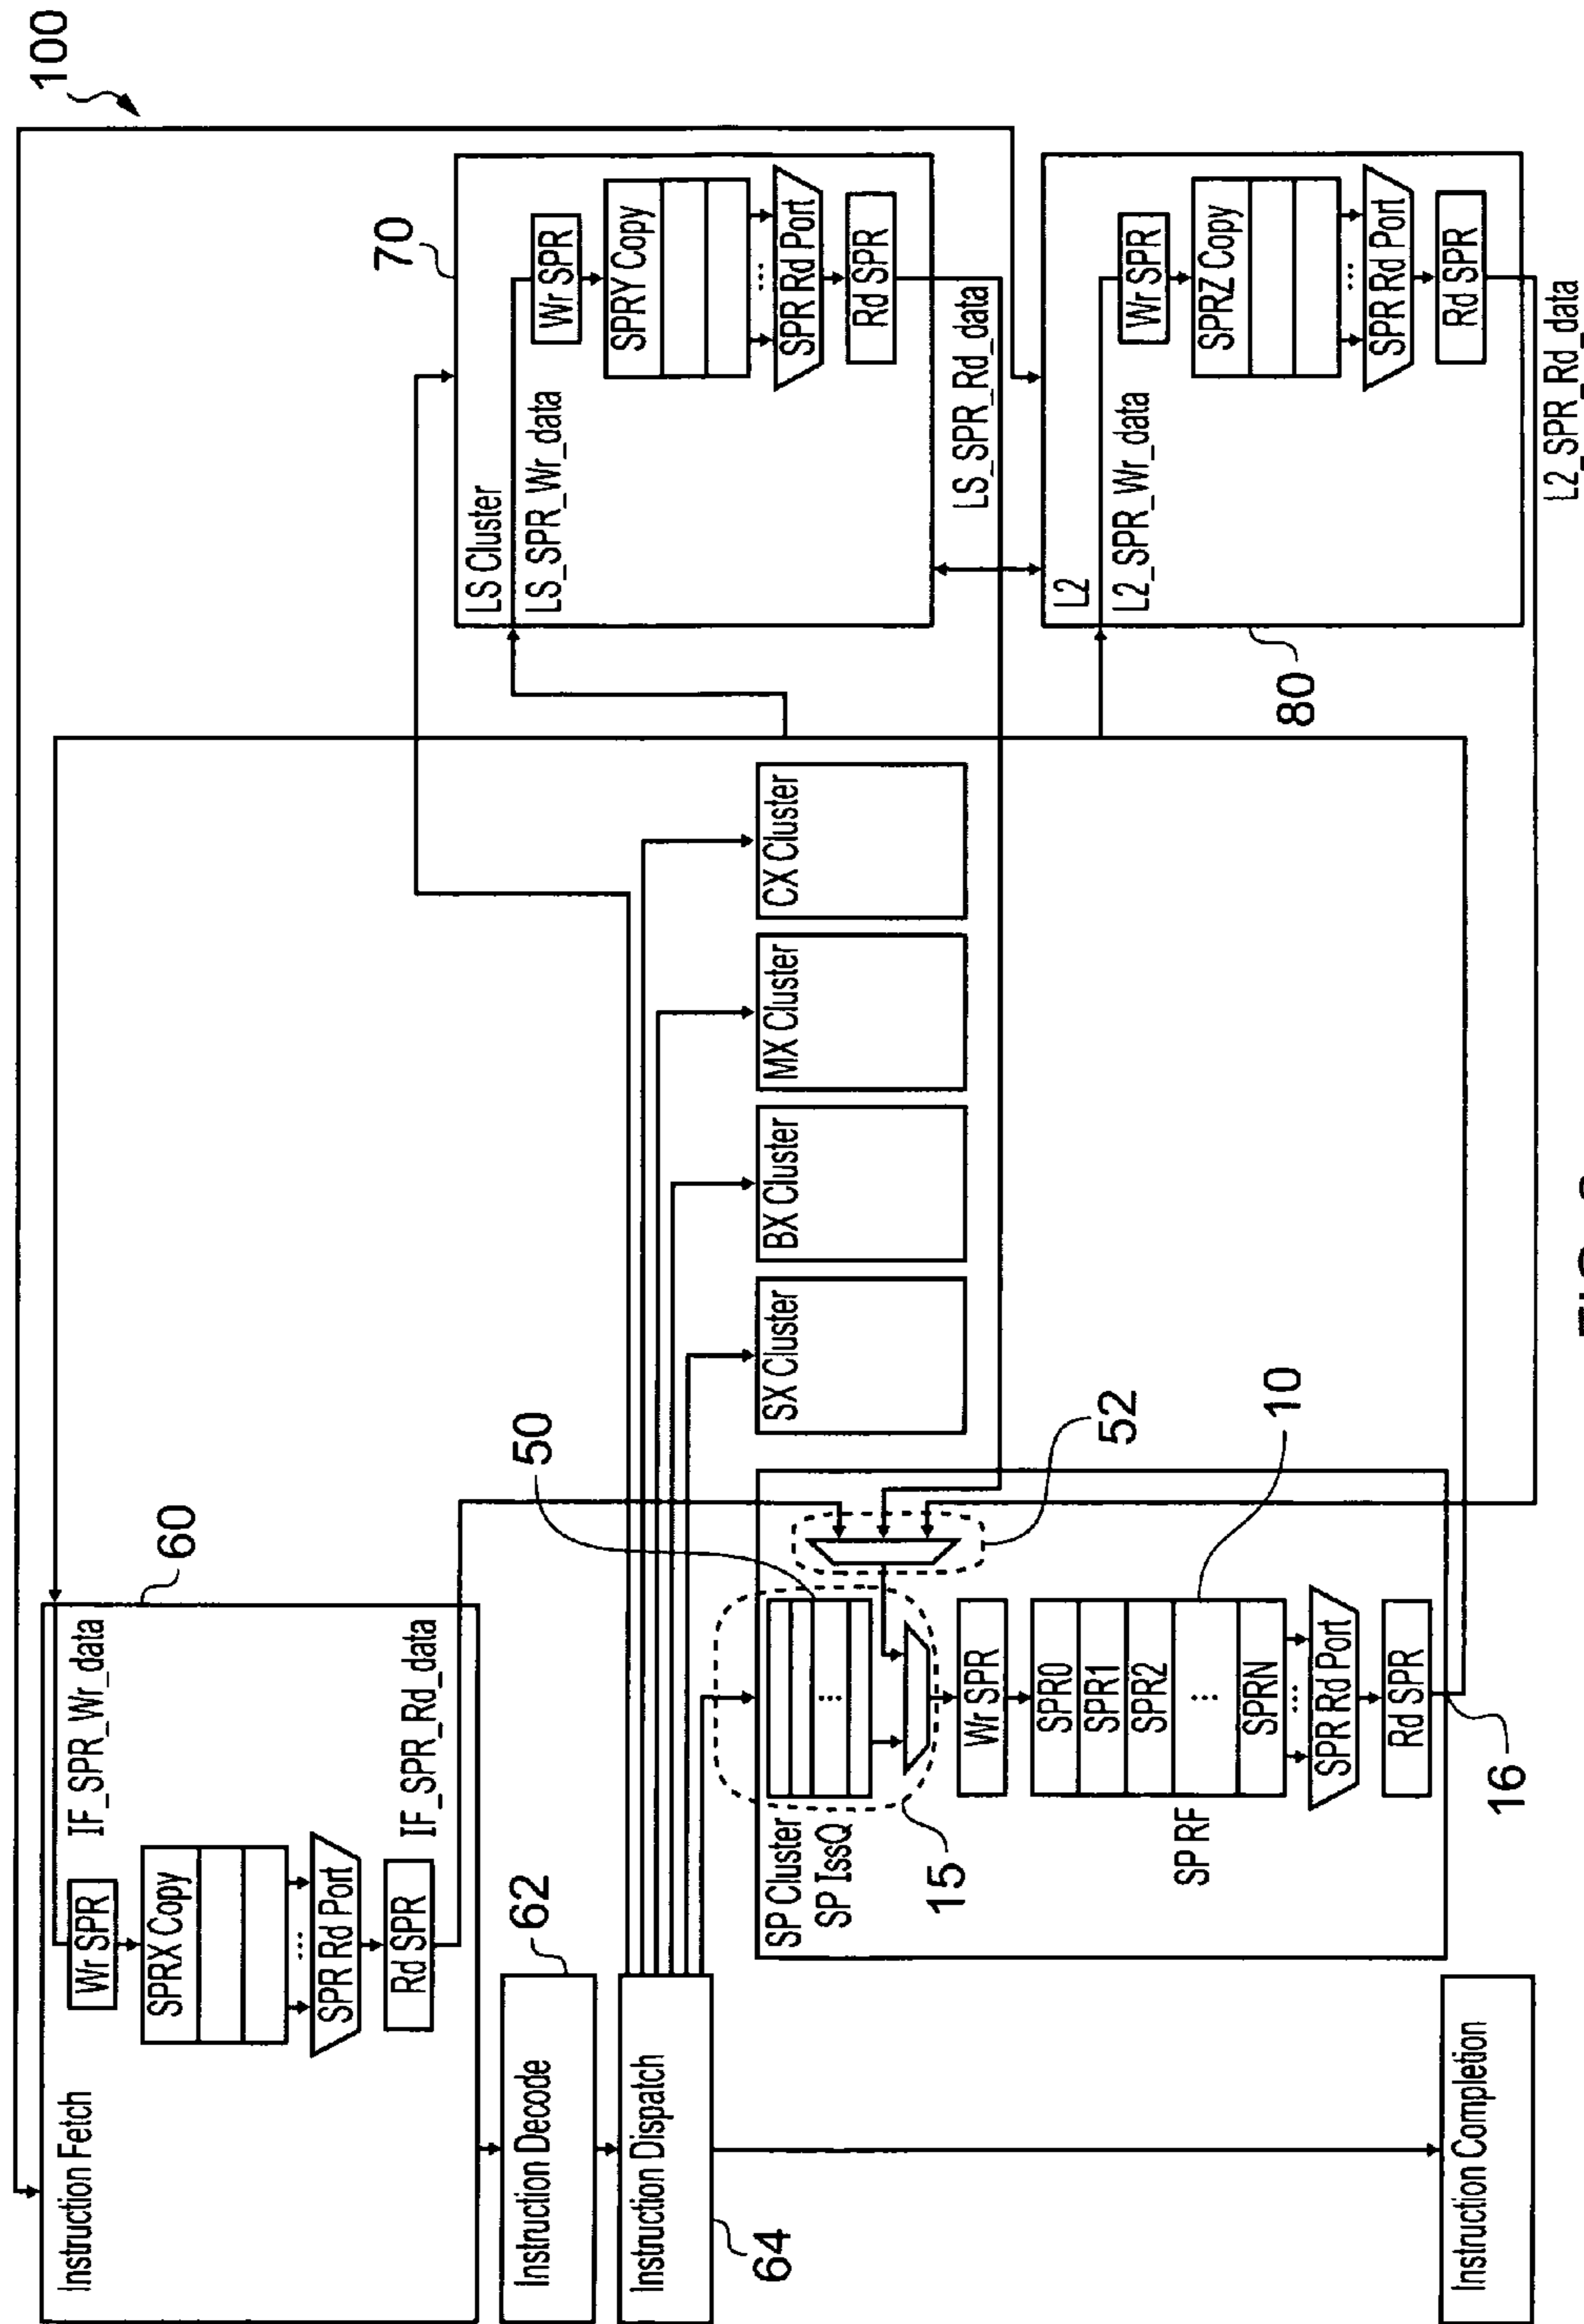 100
Instruction Fetch
Wr SPR
IF_SPR_Wr_data
SPRX Copy
...
SPR Rd Port
Rd SPR
IF_SPR_Rd_data
60
Instruction Decode
62
Instruction Dispatch
64
Instruction Completion
SP Cluster
SP IssQ
...
50
52
15
Wr SPR
SP RF
SPR0
SPR1
SPR2
...
SPRN
10
...
SPR Rd Port
Rd SPR
16
SX Cluster
BX Cluster
MX Cluster
CX Cluster
70
LS Cluster
LS_SPR_Wr_data
Wr SPR
SPRY Copy
...
SPR Rd Port
Rd SPR
LS_SPR_Rd_data
L2
L2_SPR_Wr_data
Wr SPR
SPRZ Copy
...
SPR Rd Port
Rd SPR
80
L2_SPR_Rd_data